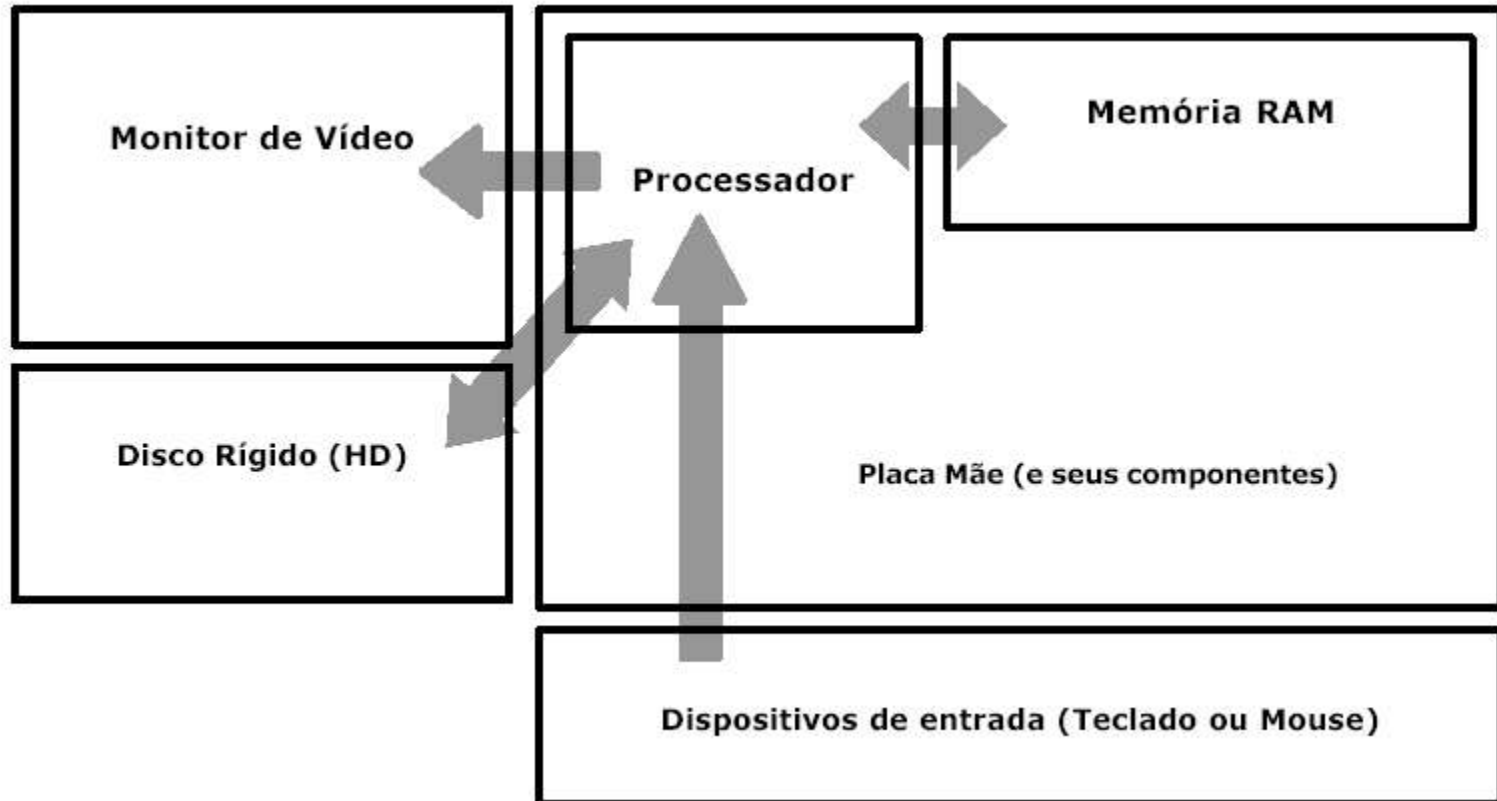 Monitor de Vídeo
Processador
Memória RAM
Disco Rígido (HD)
Placa Mãe (e seus componentes)
Dispositivos de entrada (Teclado ou Mouse)